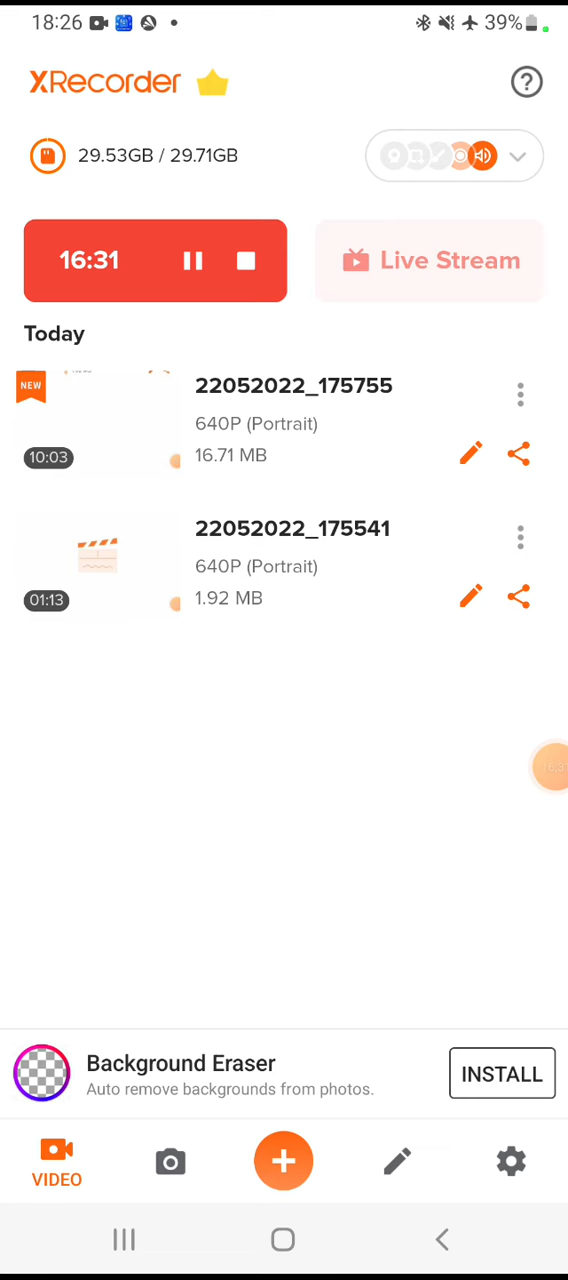 18:26
39%
XRecorder
29.53GB / 29.71GB
16:31
Live Stream
Today
NEW
22052022_175755
640P (Portrait)
16.71 MB
10:03
22052022_175541
640P (Portrait)
1.92 MB
01:13
Background Eraser
Auto remove backgrounds from photos.
INSTALL
VIDEO